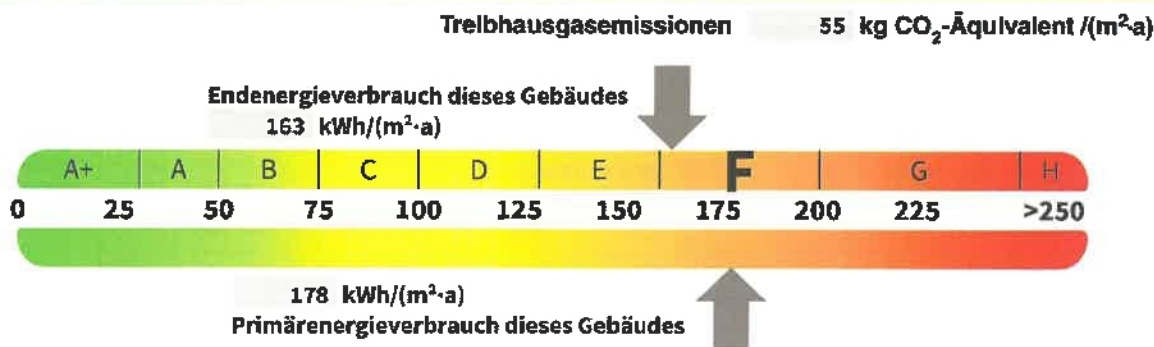 Treibhausgasemissionen 55 kg CO₂-Äquivalent /(m²·a)
Endenergieverbrauch dieses Gebäudes
163 kWh/(m²·a)
A+ A B C D E F G H
0 25 50 75 100 125 150 175 200 225 >250
178 kWh/(m²·a)
Primärenergieverbrauch dieses Gebäudes